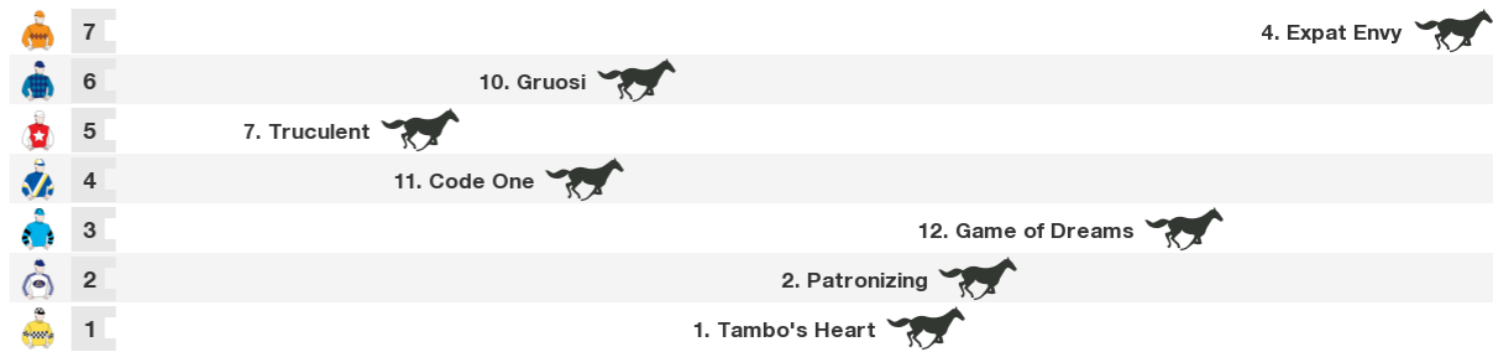 7 4. Expat Envy
6 10. Gruosi
5 7. Truculent
4 11. Code One
3 12. Game of Dreams
2 2. Patronizing
1 1. Tambo's Heart